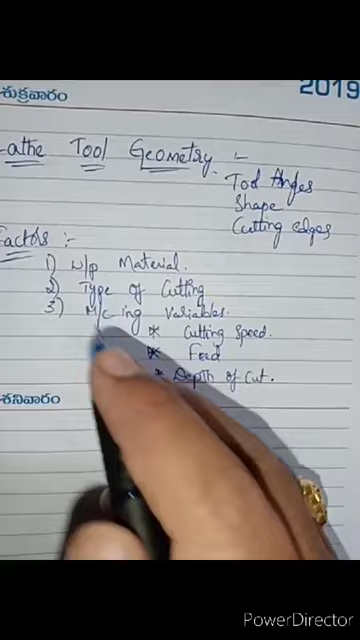 శుక్రవారం 2019
Lathe Tool Geometry :-
Tool Angles
Shape
Cutting edges
Factors :-
1) W/p Material.
2) Type of Cutting
3) M/c ing Variables.
* Cutting Speed.
* Feed
* Depth of Cut.
శనివారం
PowerDirector